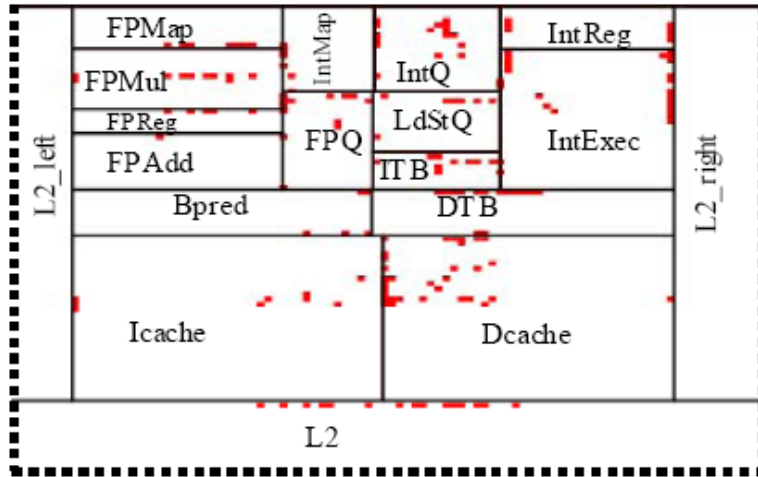 FPMap
IntMap
IntReg
IntQ
FPMul
FPReg
LdStQ
FPQ
IntExec
FPAdd
ITB
L2_left
L2_right
Bpred
DTB
Icache
Dcache
L2